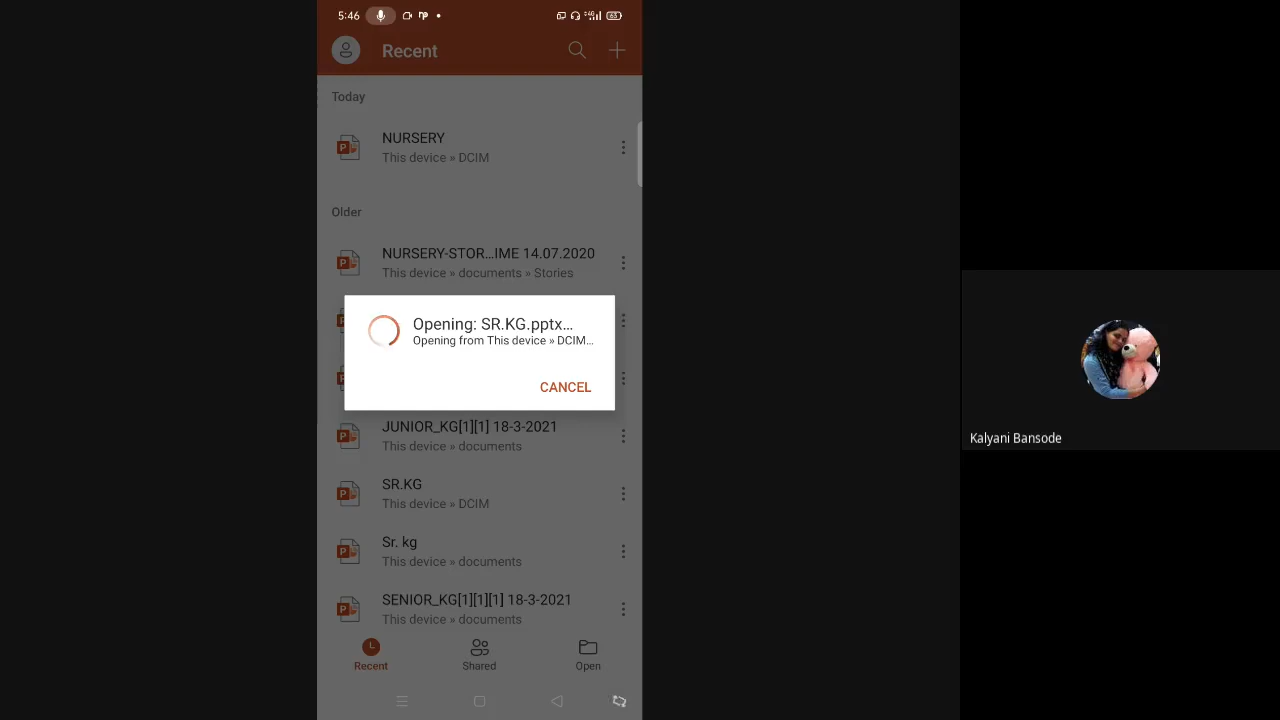 5:46
63
Recent
Today
NURSERY
This device » DCIM
Older
NURSERY-STOR...IME 14.07.2020
This device » documents » Stories
Opening: SR.KG.pptx...
Opening from This device » DCIM...
CANCEL
JUNIOR_KG[1][1] 18-3-2021
This device » documents
SR.KG
This device » DCIM
Sr. kg
This device » documents
SENIOR_KG[1][1][1] 18-3-2021
This device » documents
Recent
Shared
Open
Kalyani Bansode